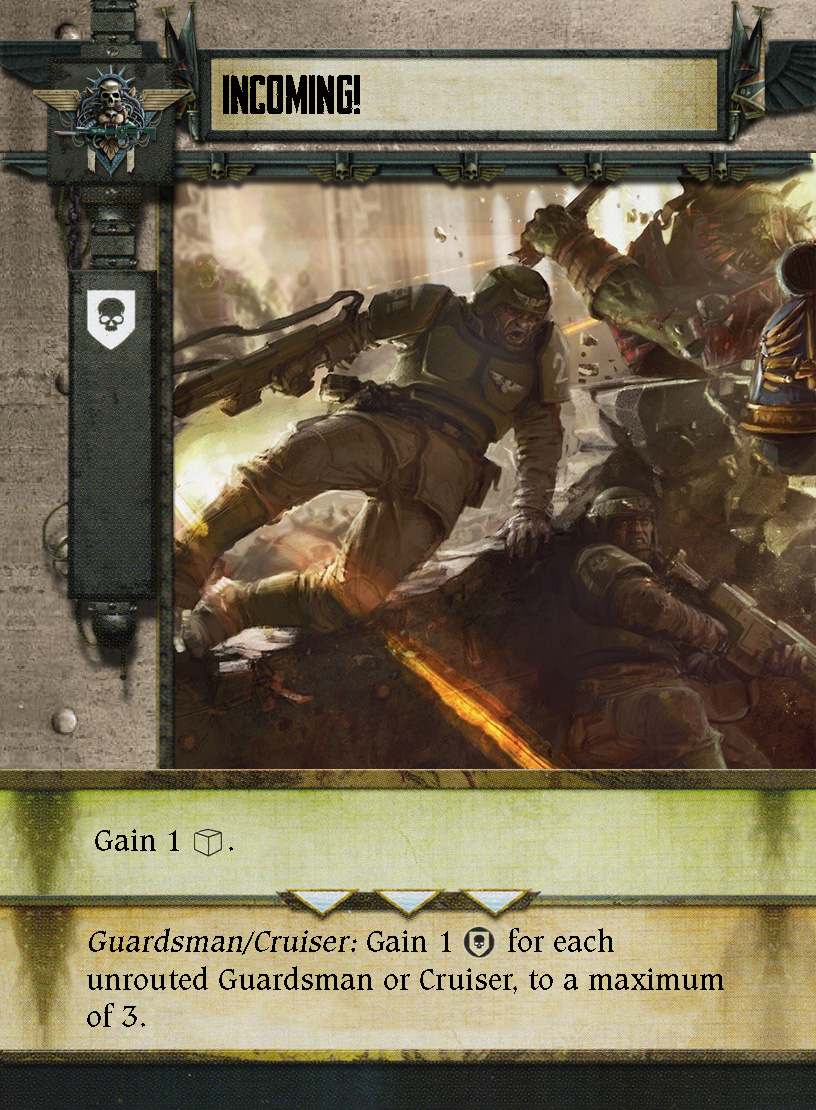 INCOMING!
Gain 1 .
Guardsman/Cruiser: Gain 1 for each
unrouted Guardsman or Cruiser, to a maximum
of 3.